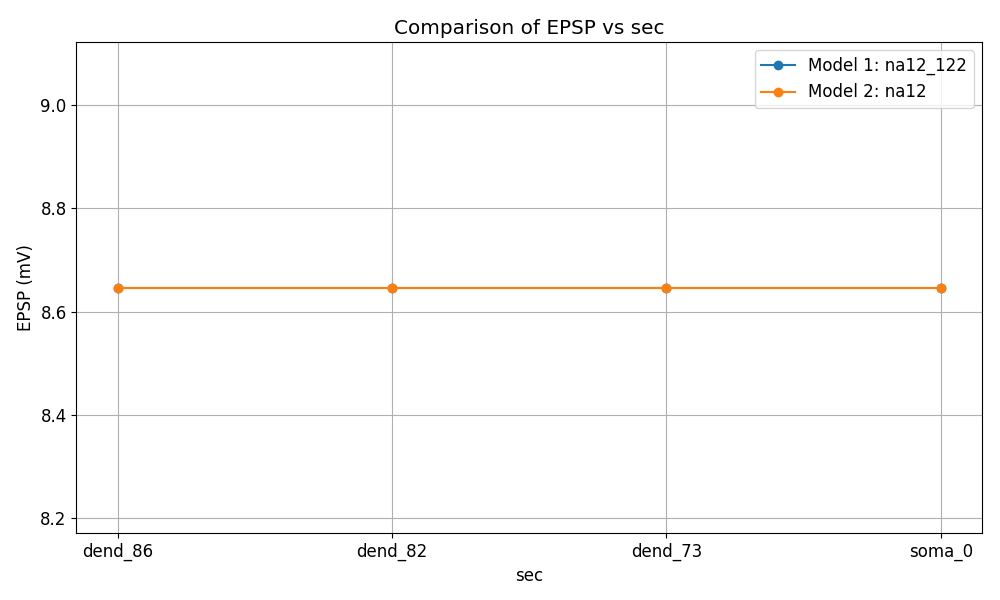 Comparison of EPSP vs sec
Model 1: na12_122
Model 2: na12
EPSP (mV)
9.0
8.8
8.6
8.4
8.2
dend_86
dend_82
dend_73
soma_0
sec